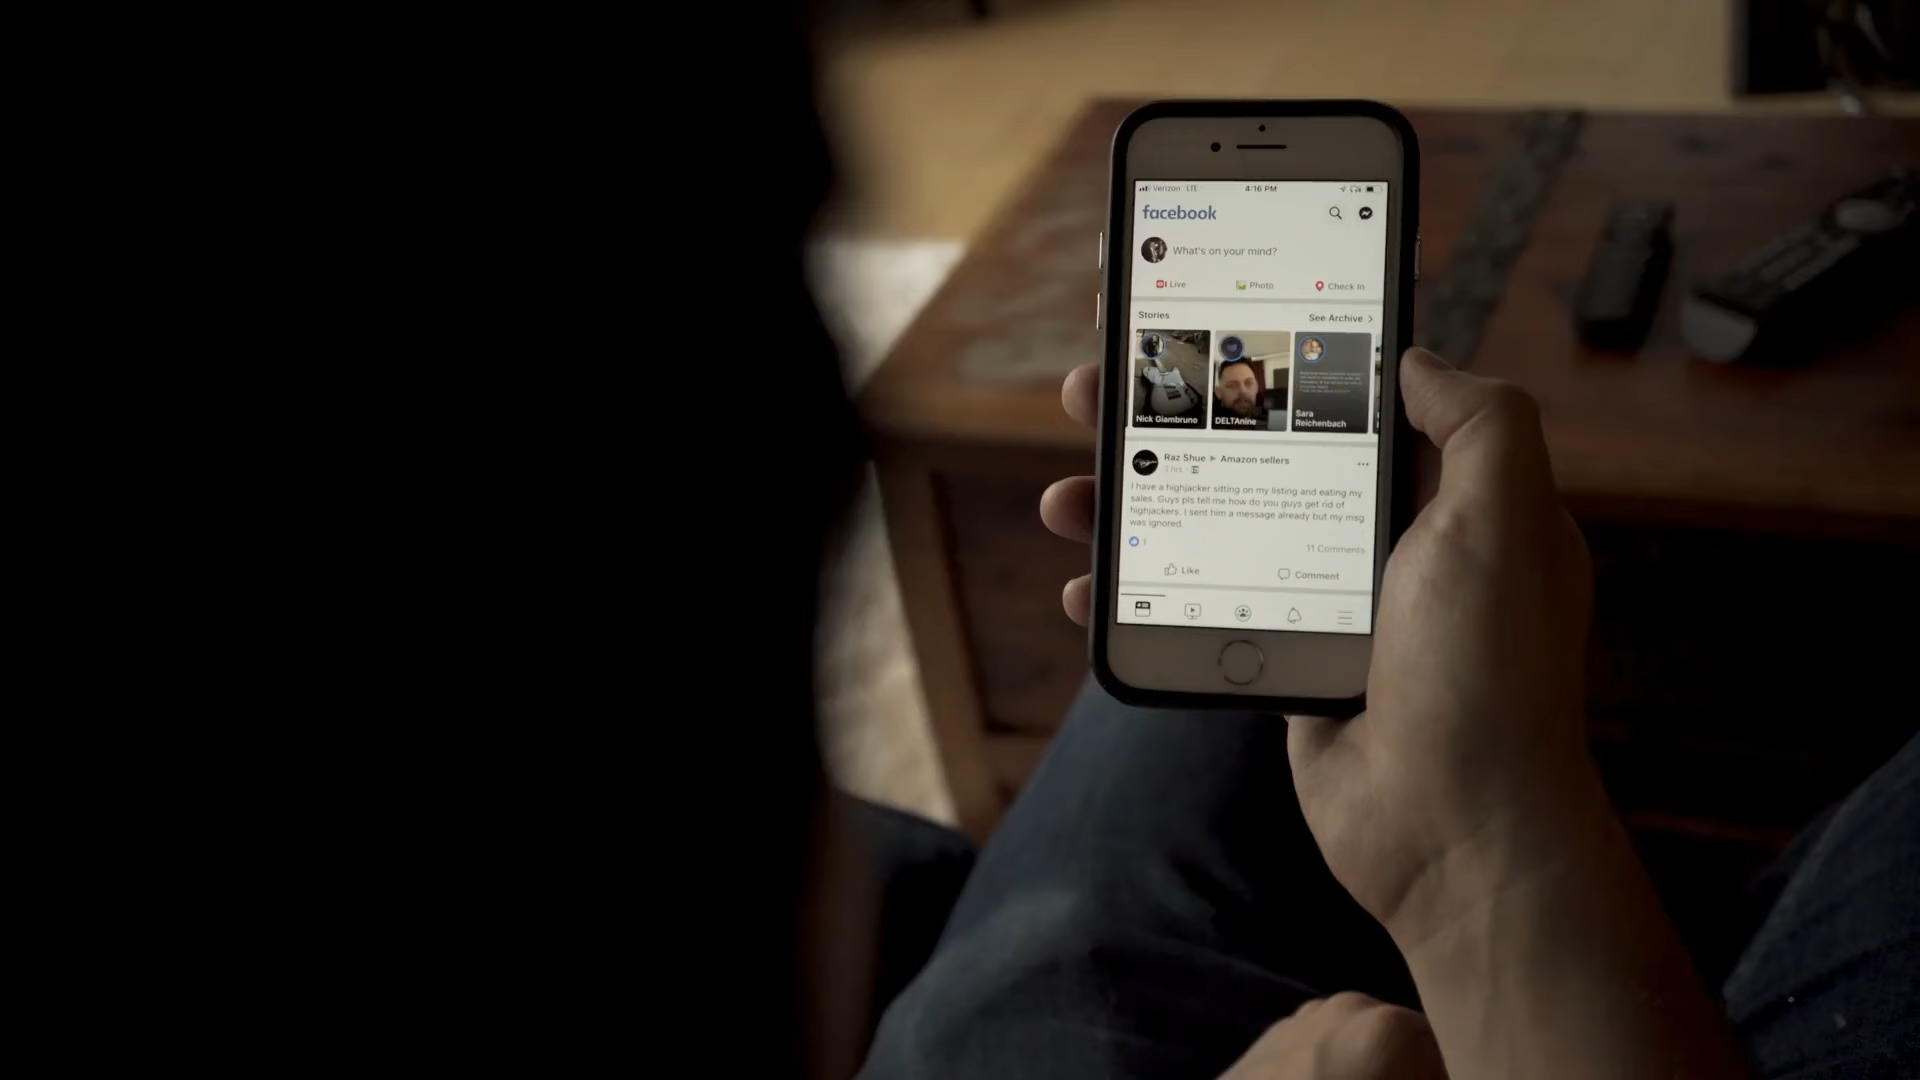 Verizon LTE 4:16 PM
facebook
What's on your mind?
Live Photo Check In
Stories See Archive
Nick Giambruno DELTAnine Sara
Reichenbach
Raz Shue ▶ Amazon sellers
3 hrs
I have a highjacker sitting on my listing and eating my
sales. Guys pls tell me how do you guys get rid of
highjackers. I sent him a message already but my msg
was ignored.
1 11 Comments
Like Comment